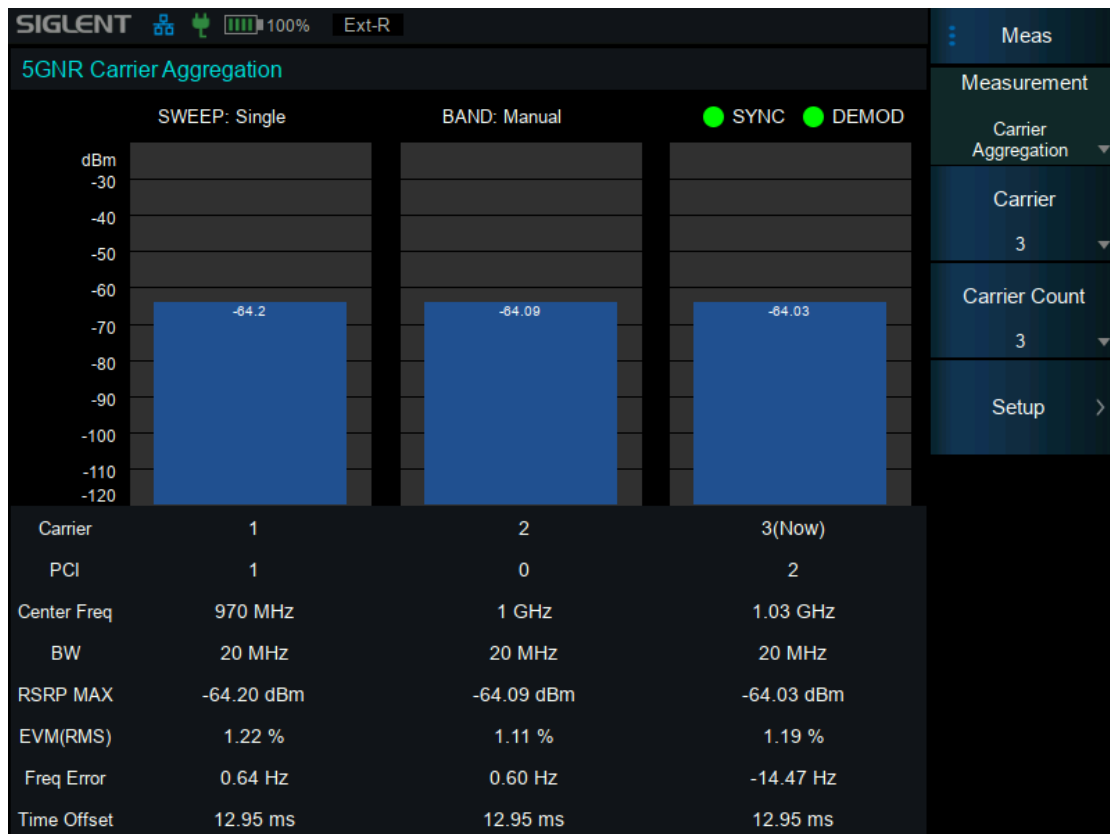 SIGLENT 100% Ext-R
5GNR Carrier Aggregation
SWEEP: Single BAND: Manual SYNC DEMOD
dBm
-30
-40
-50
-60
-70
-80
-90
-100
-110
-120
-64.2 -64.09 -64.03
Carrier 1 2 3(Now)
PCI 1 0 2
Center Freq 970 MHz 1 GHz 1.03 GHz
BW 20 MHz 20 MHz 20 MHz
RSRP MAX -64.20 dBm -64.09 dBm -64.03 dBm
EVM(RMS) 1.22 % 1.11 % 1.19 %
Freq Error 0.64 Hz 0.60 Hz -14.47 Hz
Time Offset 12.95 ms 12.95 ms 12.95 ms
Meas
Measurement
Carrier
Aggregation
Carrier
3
Carrier Count
3
Setup